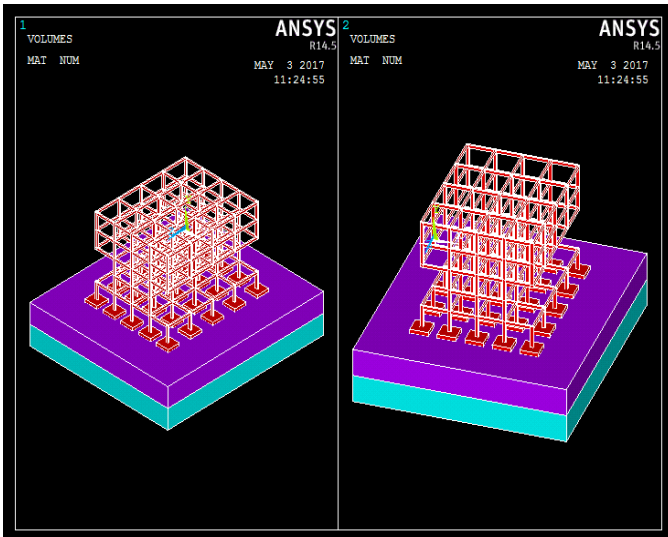 1
VOLUMES
MAT NUM
ANSYS
R14.5
MAY 3 2017
11:24:55
2
VOLUMES
MAT NUM
ANSYS
R14.5
MAY 3 2017
11:24:55